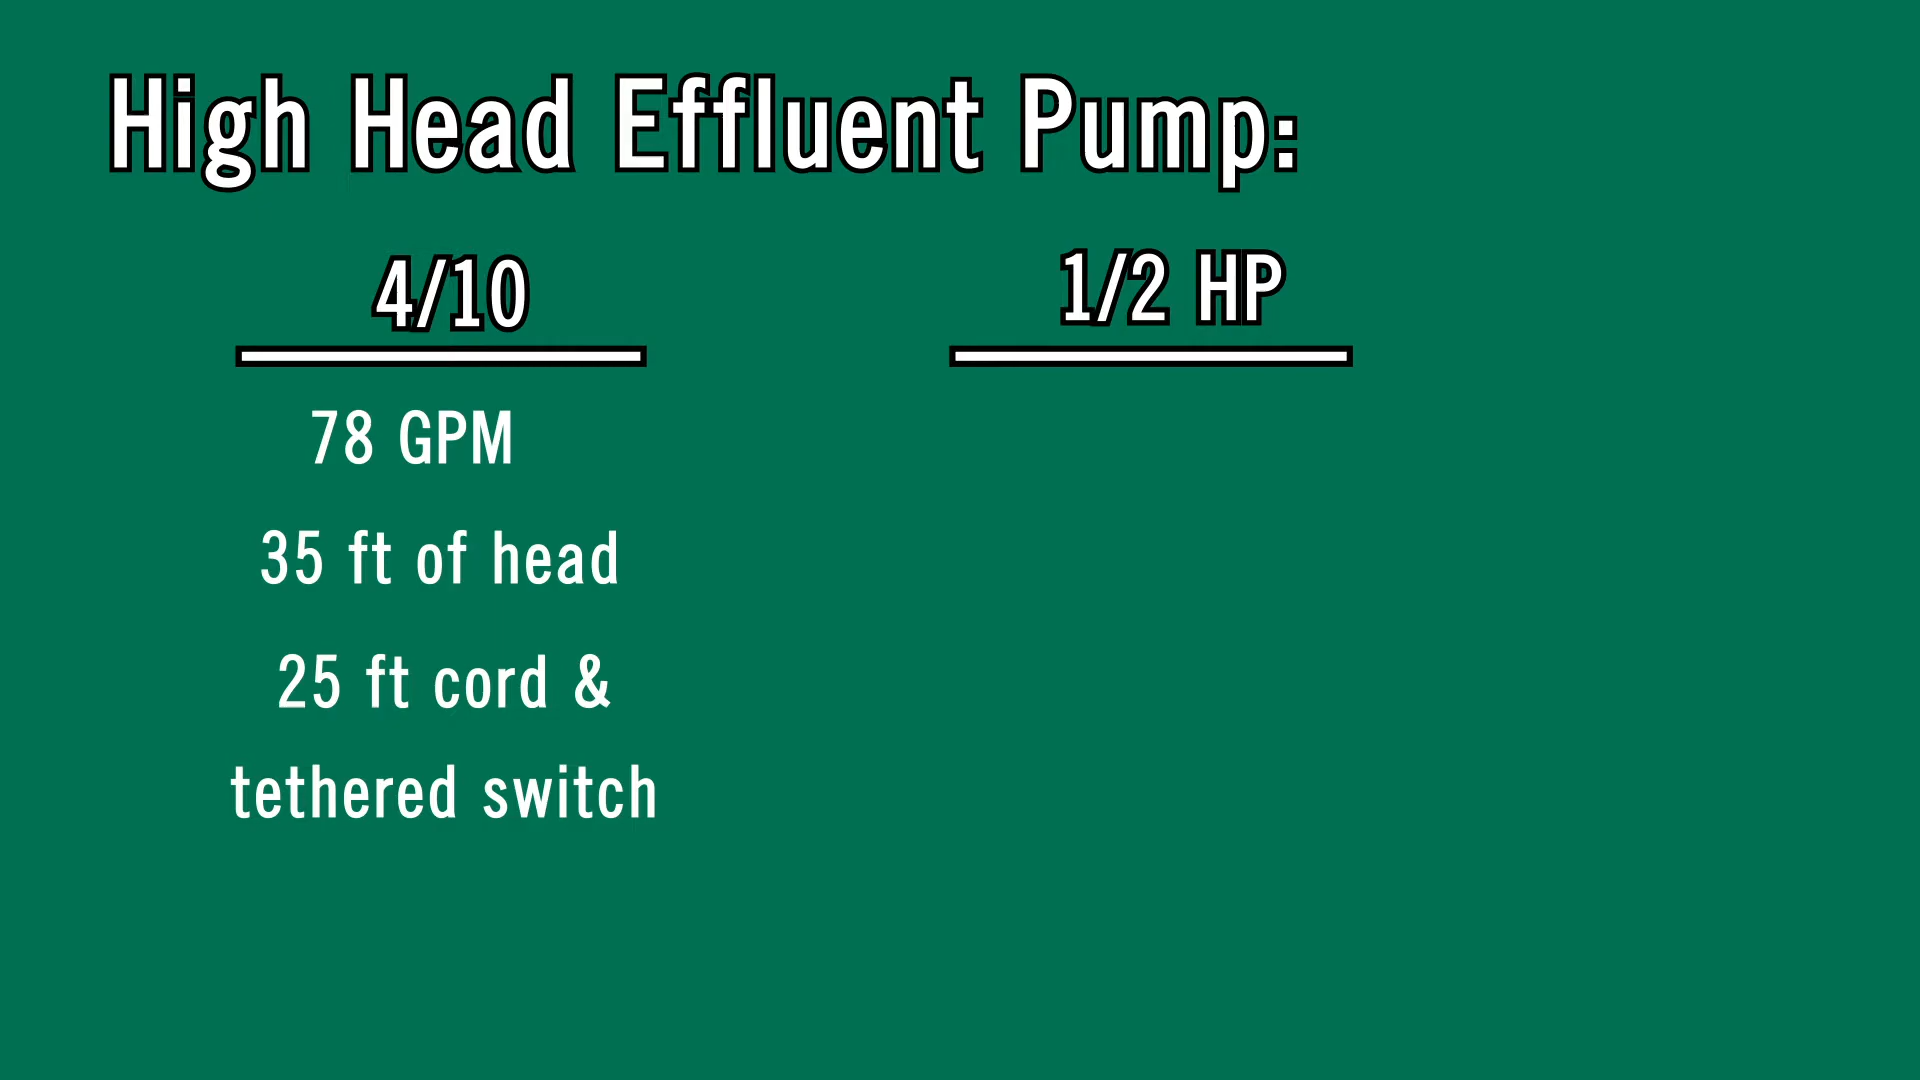 High Head Effluent Pump:
4/10
1/2 HP
78 GPM
35 ft of head
25 ft cord &
tethered switch